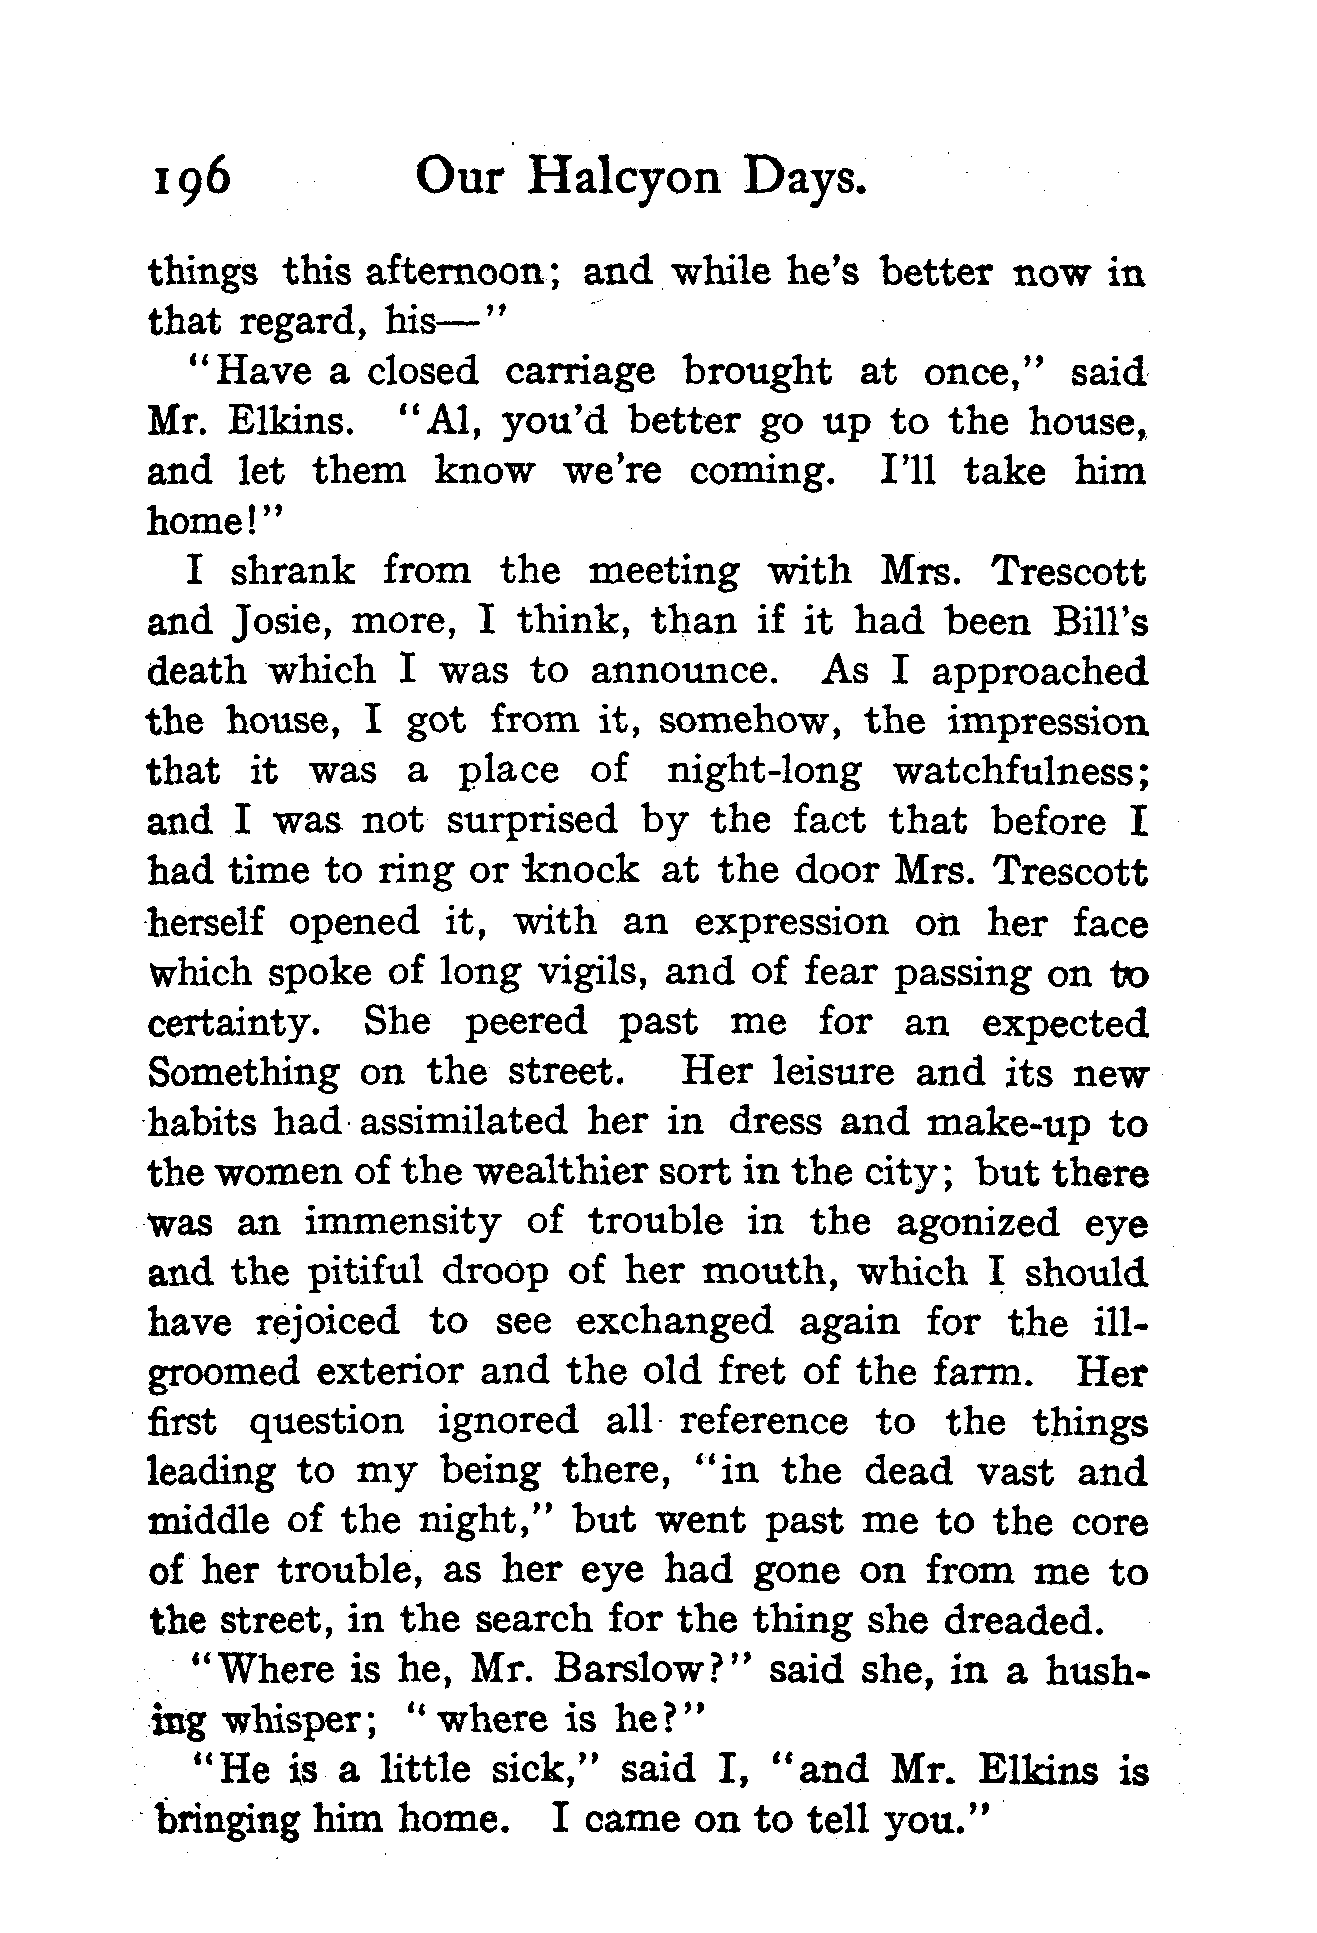 196 Our Halcyon Days.
things this afternoon; and while he's better now in
that regard, his—"
"Have a closed carriage brought at once," said
Mr. Elkins. "Al, you'd better go up to the house,
and let them know we're coming. I'll take him
home!"
I shrank from the meeting with Mrs. Trescott
and Josie, more, I think, than if it had been Bill's
death which I was to announce. As I approached
the house, I got from it, somehow, the impression
that it was a place of night-long watchfulness;
and I was not surprised by the fact that before I
had time to ring or knock at the door Mrs. Trescott
herself opened it, with an expression on her face
which spoke of long vigils, and of fear passing on to
certainty. She peered past me for an expected
Something on the street. Her leisure and its new
habits had assimilated her in dress and make-up to
the women of the wealthier sort in the city; but there
was an immensity of trouble in the agonized eye
and the pitiful droop of her mouth, which I should
have rejoiced to see exchanged again for the ill-
groomed exterior and the old fret of the farm. Her
first question ignored all reference to the things
leading to my being there, "in the dead vast and
middle of the night," but went past me to the core
of her trouble, as her eye had gone on from me to
the street, in the search for the thing she dreaded.
"Where is he, Mr. Barslow?" said she, in a hush-
ing whisper; "where is he?"
"He is a little sick," said I, "and Mr. Elkins is
bringing him home. I came on to tell you."